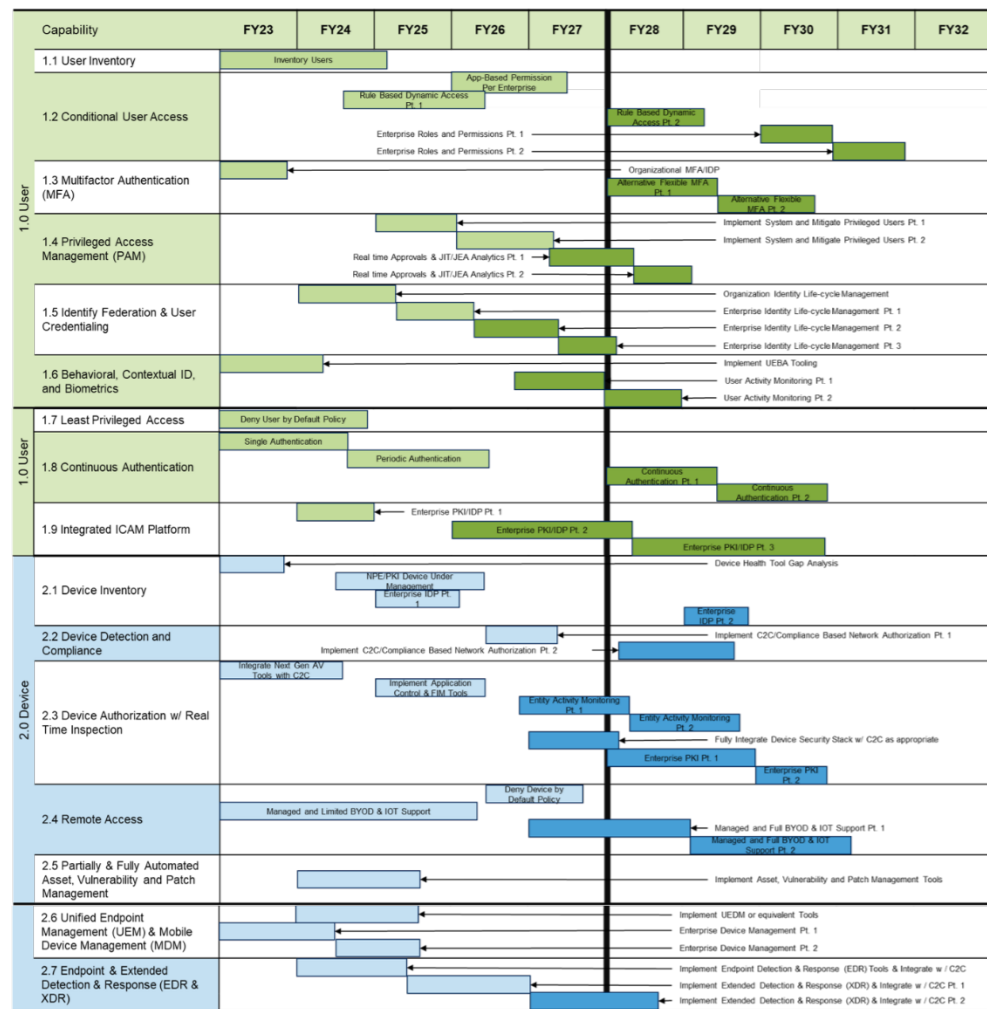 Capability FY23 FY24 FY25 FY26 FY27 FY28 FY29 FY30 FY31 FY32
1.0 User
1.1 User Inventory
Inventory Users
1.2 Conditional User Access
App-Based Permission
Per Enterprise
Rule Based Dynamic Access
Pt. 1
Rule Based Dynamic
Access Pt. 2
Enterprise Roles and Permissions Pt. 1
Enterprise Roles and Permissions Pt. 2
1.3 Multifactor Authentication
(MFA)
Organizational MFA/IDP
Alternative Flexible MFA
Pt. 1
Alternative Flexible
MFA Pt. 2
1.4 Privileged Access
Management (PAM)
Implement System and Mitigate Privileged Users Pt. 1
Implement System and Mitigate Privileged Users Pt. 2
Real time Approvals & JIT/JEA Analytics Pt. 1
Real time Approvals & JIT/JEA Analytics Pt. 2
1.5 Identify Federation & User
Credentialing
Organization Identity Life-cycle Management
Enterprise Identity Life-cycle Management Pt. 1
Enterprise Identity Life-cycle Management Pt. 2
Enterprise Identity Life-cycle Management Pt. 3
1.6 Behavioral, Contextual ID,
and Biometrics
Implement UEBA Tooling
User Activity Monitoring Pt. 1
User Activity Monitoring Pt. 2
1.0 User
1.7 Least Privileged Access
Deny User by Default Policy
1.8 Continuous Authentication
Single Authentication
Periodic Authentication
Continuous
Authentication Pt. 1
Continuous
Authentication Pt. 2
1.9 Integrated ICAM Platform
Enterprise PKI/IDP Pt. 1
Enterprise PKI/IDP Pt. 2
Enterprise PKI/IDP Pt. 3
2.0 Device
2.1 Device Inventory
Device Health Tool Gap Analysis
NPE/PKI Device Under
Management
Enterprise IDP Pt.
1
Enterprise
IDP Pt. 2
2.2 Device Detection and
Compliance
Implement C2C/Compliance Based Network Authorization Pt. 1
Implement C2C/Compliance Based Network Authorization Pt. 2
2.3 Device Authorization w/ Real
Time Inspection
Integrate Next Gen AV
Tools with C2C
Implement Application
Control & FIM Tools
Entity Activity Monitoring
Pt. 1
Entity Activity Monitoring
Pt. 2
Fully Integrate Device Security Stack w/ C2C as appropriate
Enterprise PKI Pt. 1
Enterprise PKI
Pt. 2
2.4 Remote Access
Deny Device by
Default Policy
Managed and Limited BYOD & IOT Support
Managed and Full BYOD & IOT Support Pt. 1
Managed and Full BYOD & IOT
Support Pt. 2
2.5 Partially & Fully Automated
Asset, Vulnerability and Patch
Management
Implement Asset, Vulnerability and Patch Management Tools
2.6 Unified Endpoint
Management (UEM) & Mobile
Device Management (MDM)
Implement UEDM or equivalent Tools
Enterprise Device Management Pt. 1
Enterprise Device Management Pt. 2
2.7 Endpoint & Extended
Detection & Response (EDR &
XDR)
Implement Endpoint Detection & Response (EDR) Tools & Integrate w / C2C
Implement Extended Detection & Response (XDR) & Integrate w / C2C Pt. 1
Implement Extended Detection & Response (XDR) & Integrate w / C2C Pt. 2